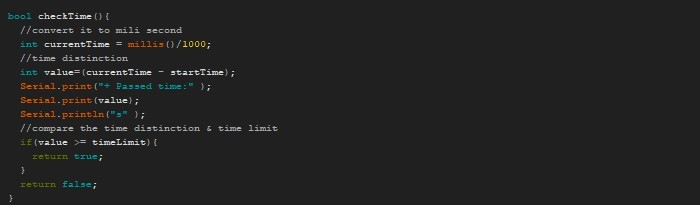 bool checkTime(){
//convert it to mili second
int currentTime = millis()/1000;
//time distinction
int value=(currentTime - startTime);
Serial.print("+ Passed time:" );
Serial.print(value);
Serial.println("s" );
//compare the time distinction & time limit
if(value >= timeLimit){
return true;
}
return false;
}